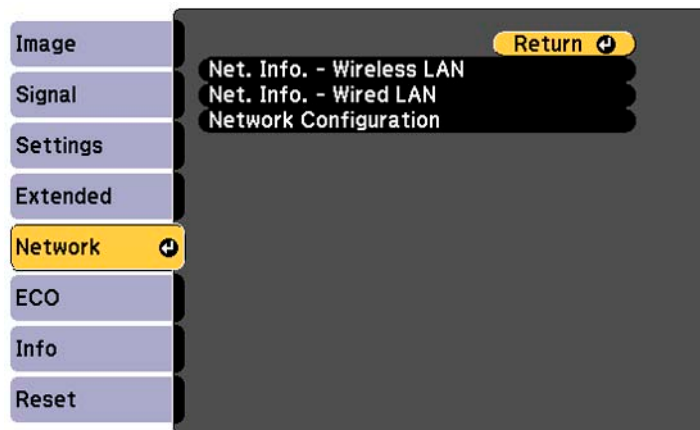 Image
Signal
Settings
Extended
Network
ECO
Info
Reset
Return
Net. Info. - Wireless LAN
Net. Info. - Wired LAN
Network Configuration